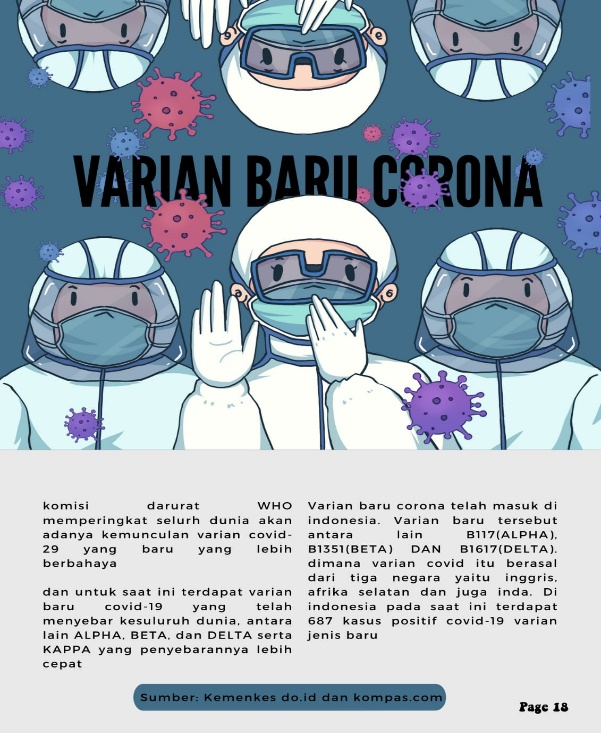 VARIAN BARU CORONA
komisi darurat WHO
memperingkat selurh dunia akan
adanya kemunculan varian covid-
29 yang baru yang lebih
berbahaya
dan untuk saat ini terdapat varian
baru covid-19 yang telah
menyebar kesuluruh dunia, antara
lain ALPHA, BETA, dan DELTA serta
KAPPA yang penyebarannya lebih
cepat
Varian baru corona telah masuk di
indonesia. Varian baru tersebut
antara lain B117(ALPHA),
B1351(BETA) DAN B1617(DELTA).
dimana varian covid itu berasal
dari tiga negara yaitu inggris,
afrika selatan dan juga inda. Di
indonesia pada saat ini terdapat
687 kasus positif covid-19 varian
jenis baru
Sumber: Kemenkes do.id dan kompas.com
Page 18